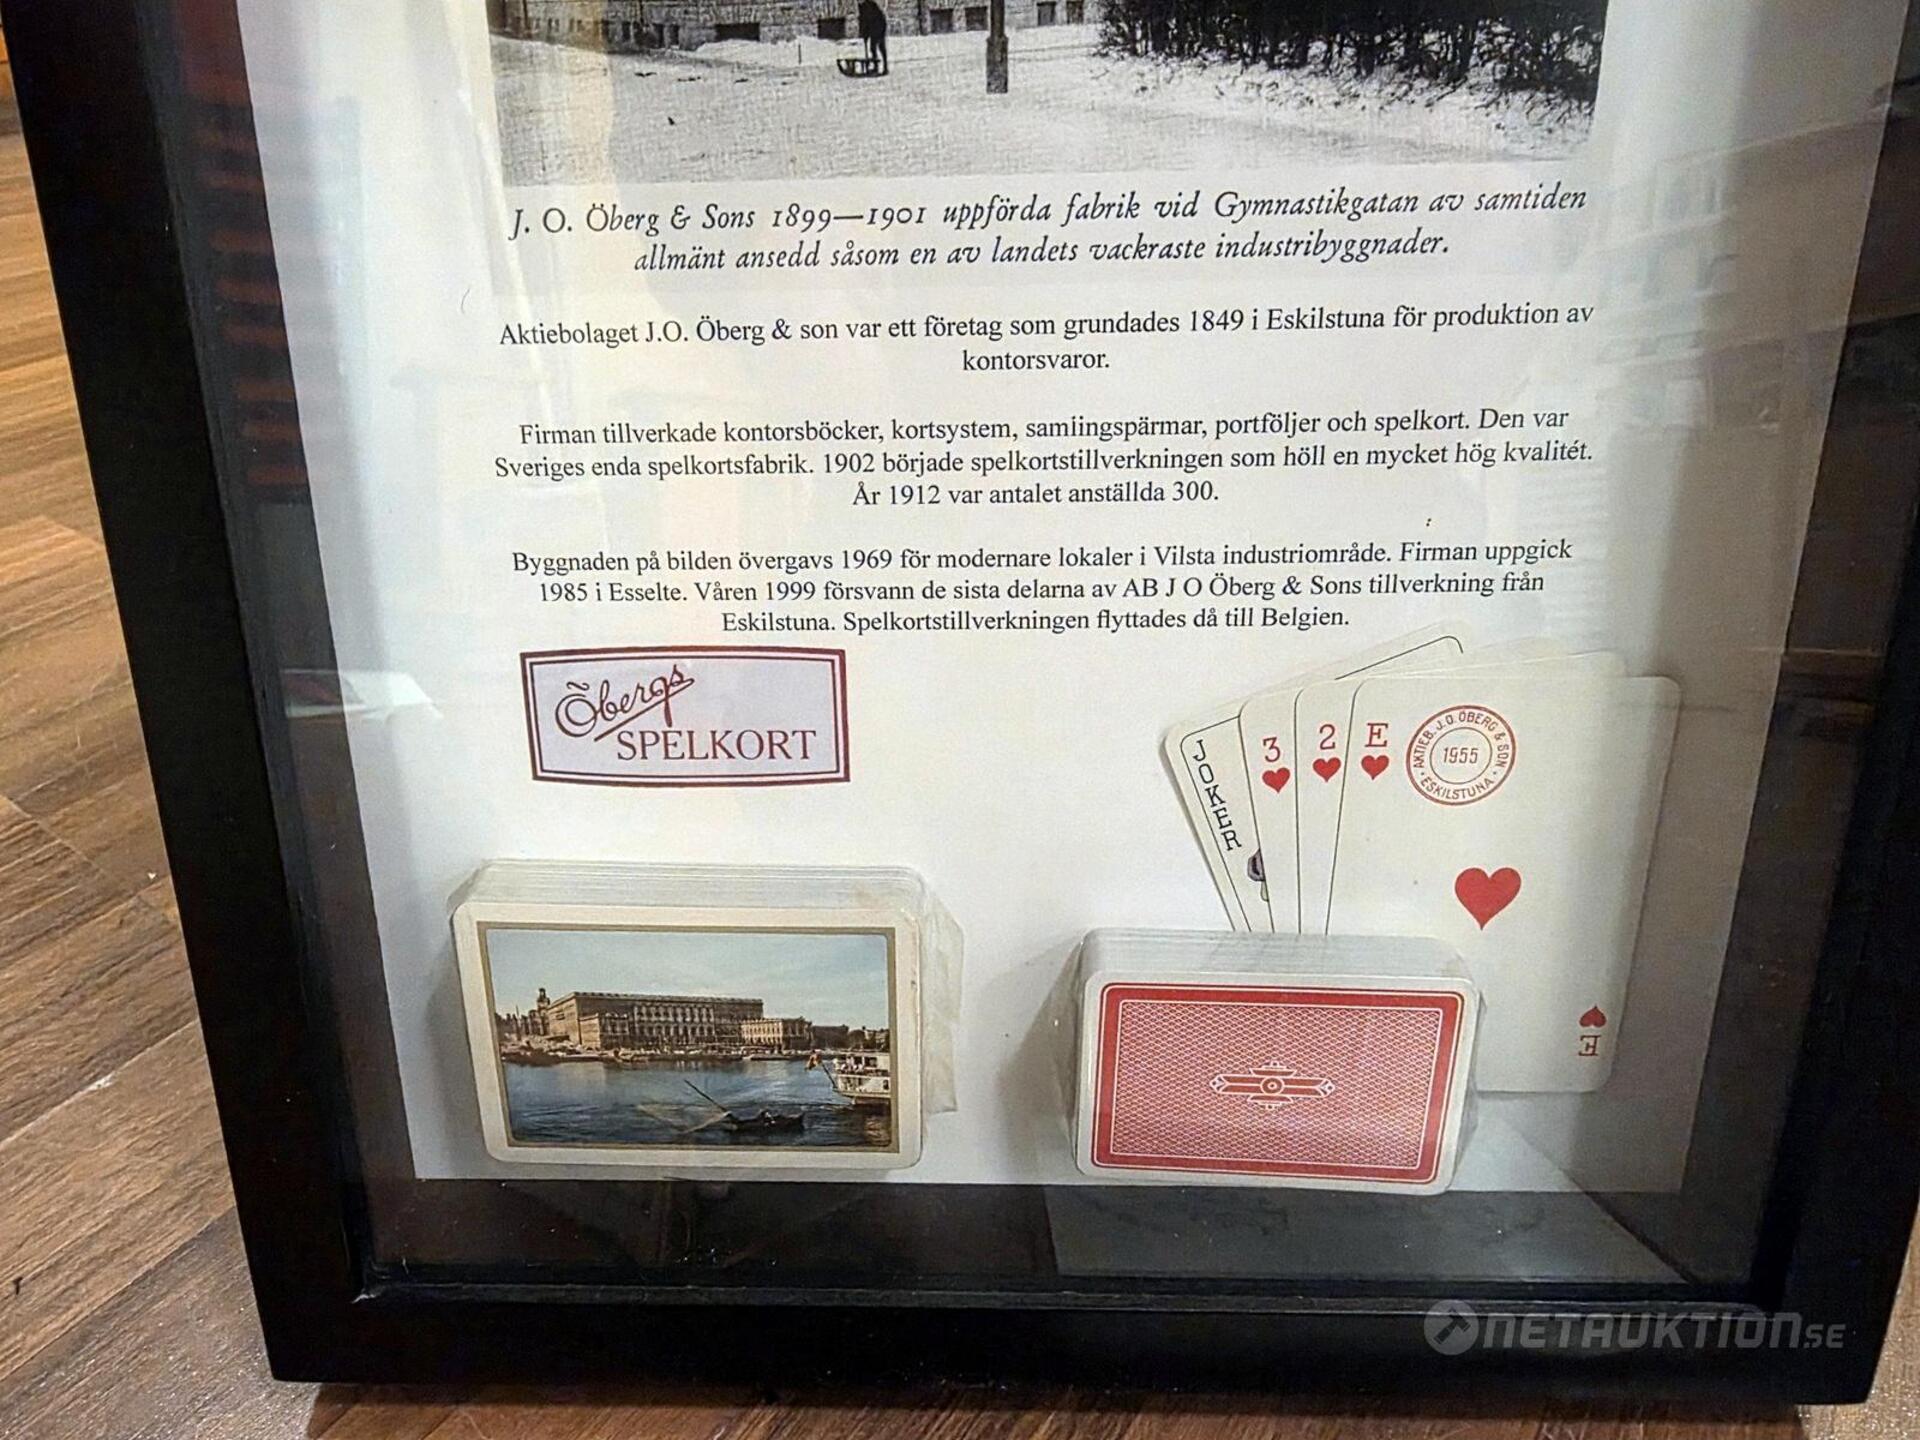 J. O. Öberg & Sons 1899—1901 uppförda fabrik vid Gymnastikgatan av samtiden
allmänt ansedd såsom en av landets vackraste industribyggnader.
Aktiebolaget J.O. Öberg & son var ett företag som grundades 1849 i Eskilstuna för produktion av
kontorsvaror.
Firman tillverkade kontorsböcker, kortsystem, samlingspärmar, portföljer och spelkort. Den var
Sveriges enda spelkortsfabrik. 1902 började spelkortstillverkningen som höll en mycket hög kvalitét.
År 1912 var antalet anställda 300.
Byggnaden på bilden övergavs 1969 för modernare lokaler i Vilsta industriområde. Firman uppgick
1985 i Esselte. Våren 1999 försvann de sista delarna av AB J O Öberg & Sons tillverkning från
Eskilstuna. Spelkortstillverkningen flyttades då till Belgien.
Öbergs
SPELKORT
JOKER
3
2
E
AKTIEB. J.O. ÖBERG & SON
1955
ESKILSTUNA
E
NETAUKTION.SE